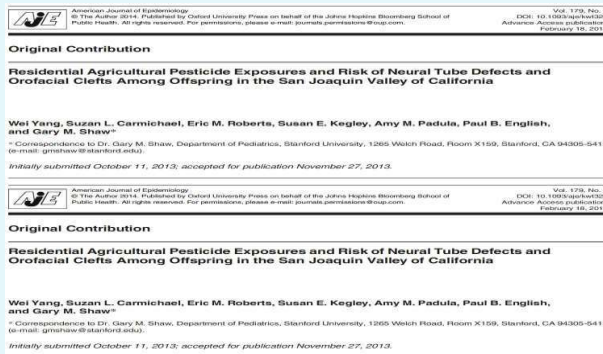 AJE
American Journal of Epidemiology
© The Author 2014. Published by Oxford University Press on behalf of the Johns Hopkins Bloomberg School of
Public Health. All rights reserved. For permissions, please e-mail: journals.permissions@oup.com.
Vol. 179, No.
DOI: 10.1093/aje/kwt32
Advance Access publication
February 18, 201
Original Contribution
Residential Agricultural Pesticide Exposures and Risk of Neural Tube Defects and
Orofacial Clefts Among Offspring in the San Joaquin Valley of California
Wei Yang, Suzan L. Carmichael, Eric M. Roberts, Susan E. Kegley, Amy M. Padula, Paul B. English,
and Gary M. Shaw*
* Correspondence to Dr. Gary M. Shaw, Department of Pediatrics, Stanford University, 1265 Welch Road, Room X159, Stanford, CA 94305-541
(e-mail: gmshaw@stanford.edu).
Initially submitted October 11, 2013; accepted for publication November 27, 2013.
AJE
American Journal of Epidemiology
© The Author 2014. Published by Oxford University Press on behalf of the Johns Hopkins Bloomberg School of
Public Health. All rights reserved. For permissions, please e-mail: journals.permissions@oup.com.
Vol. 179, No.
DOI: 10.1093/aje/kwt32
Advance Access publication
February 18, 201
Original Contribution
Residential Agricultural Pesticide Exposures and Risk of Neural Tube Defects and
Orofacial Clefts Among Offspring in the San Joaquin Valley of California
Wei Yang, Suzan L. Carmichael, Eric M. Roberts, Susan E. Kegley, Amy M. Padula, Paul B. English,
and Gary M. Shaw*
* Correspondence to Dr. Gary M. Shaw, Department of Pediatrics, Stanford University, 1265 Welch Road, Room X159, Stanford, CA 94305-541
(e-mail: gmshaw@stanford.edu).
Initially submitted October 11, 2013; accepted for publication November 27, 2013.